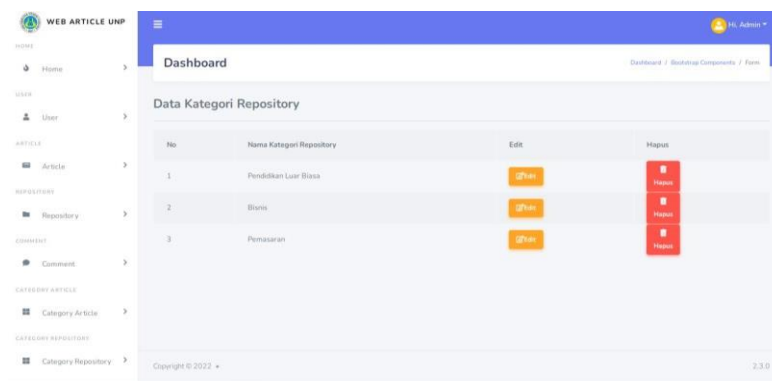 WEB ARTICLE UNP
Hi, Admin
HOME
Home
USER
User
ARTICLE
Article
REPOSITORY
Repository
COMMENT
Comment
CATEGORY ARTICLE
Category Article
CATEGORY REPOSITORY
Category Repository
Dashboard
Dashboard / Bootstrap Components / Form
Data Kategori Repository
No Nama Kategori Repository Edit Hapus
1 Pendidikan Luar Biasa Edit Hapus
2 Bisnis Edit Hapus
3 Pemasaran Edit Hapus
Copyright © 2022 • 2.3.0